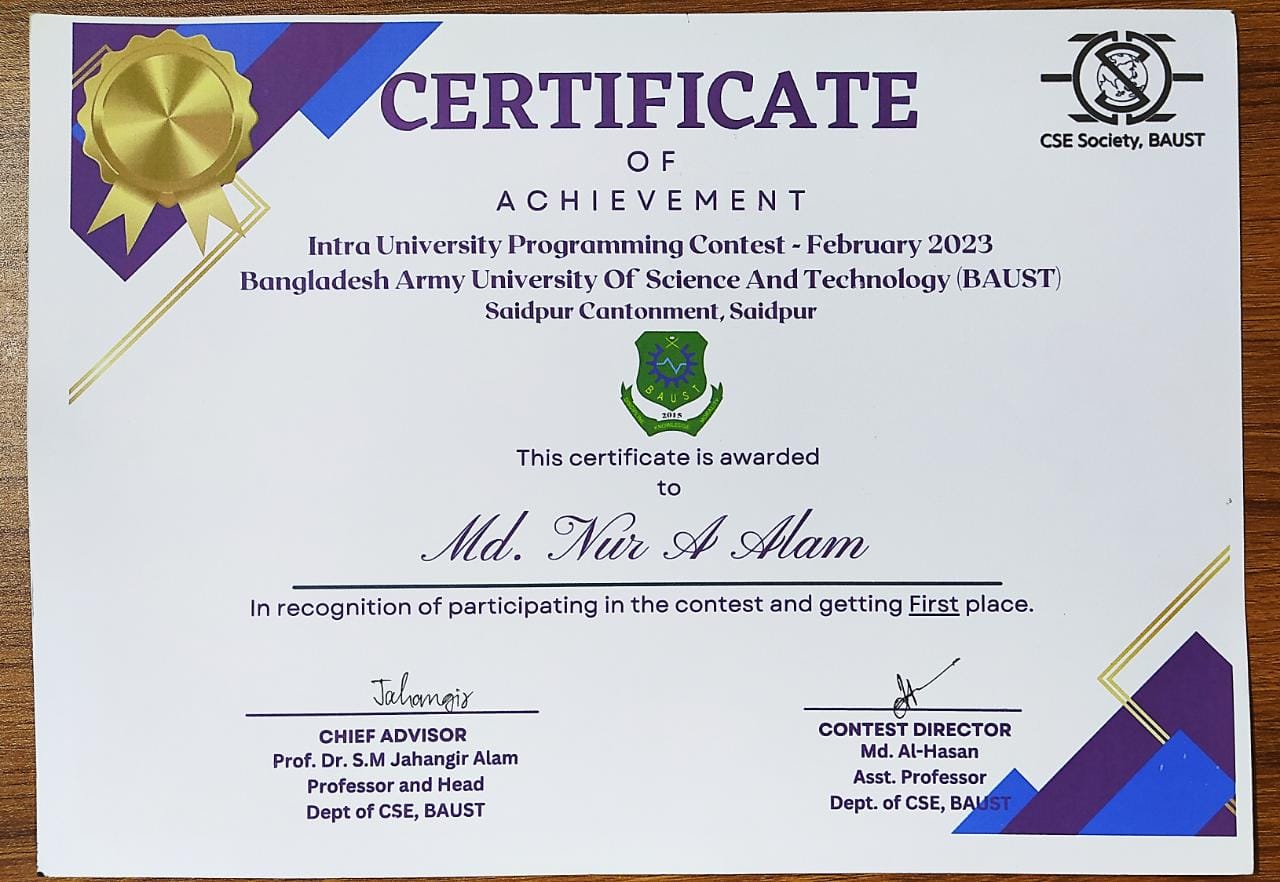 CERTIFICATE
OF
ACHIEVEMENT
CSE Society, BAUST
Intra University Programming Contest - February 2023
Bangladesh Army University Of Science And Technology (BAUST)
Saidpur Cantonment, Saidpur
BAUST
2015
KNOWLEDGE
This certificate is awarded
to
Md. Nur A Alam
In recognition of participating in the contest and getting First place.
Jahangir
CHIEF ADVISOR
Prof. Dr. S.M Jahangir Alam
Professor and Head
Dept of CSE, BAUST
CONTEST DIRECTOR
Md. Al-Hasan
Asst. Professor
Dept. of CSE, BAUST